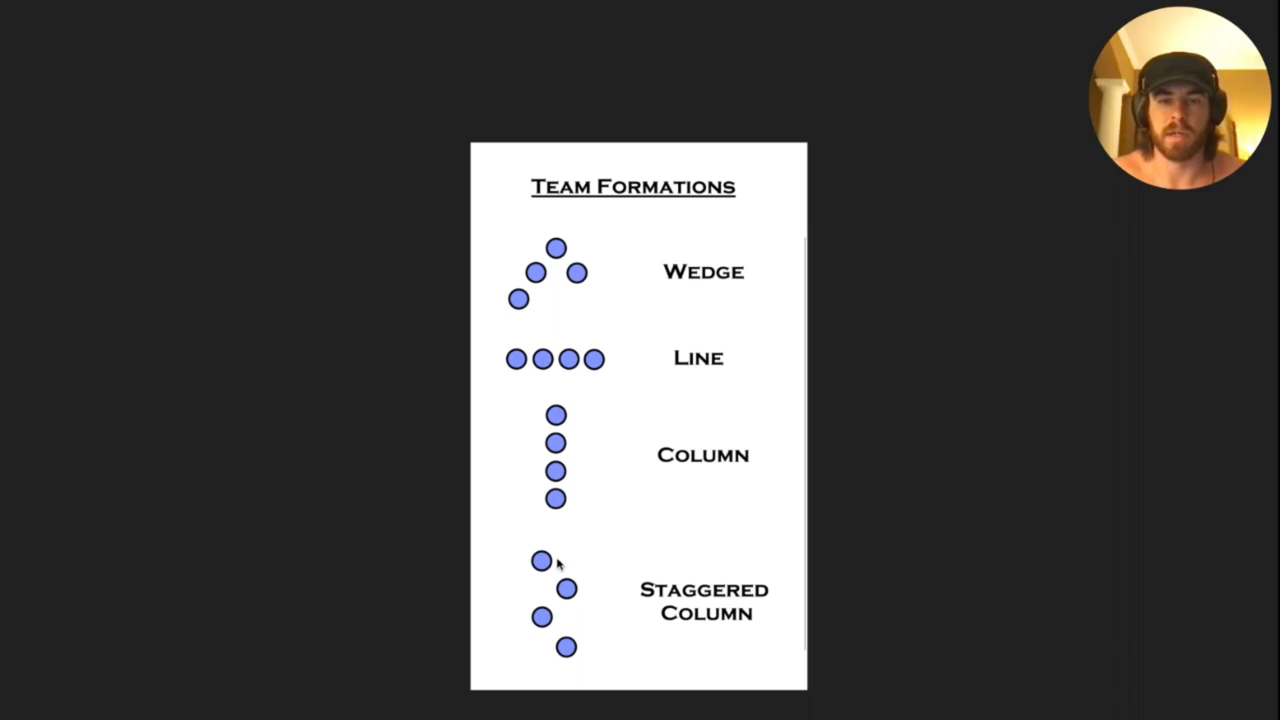 TEAM FORMATIONS
WEDGE
LINE
COLUMN
STAGGERED
COLUMN